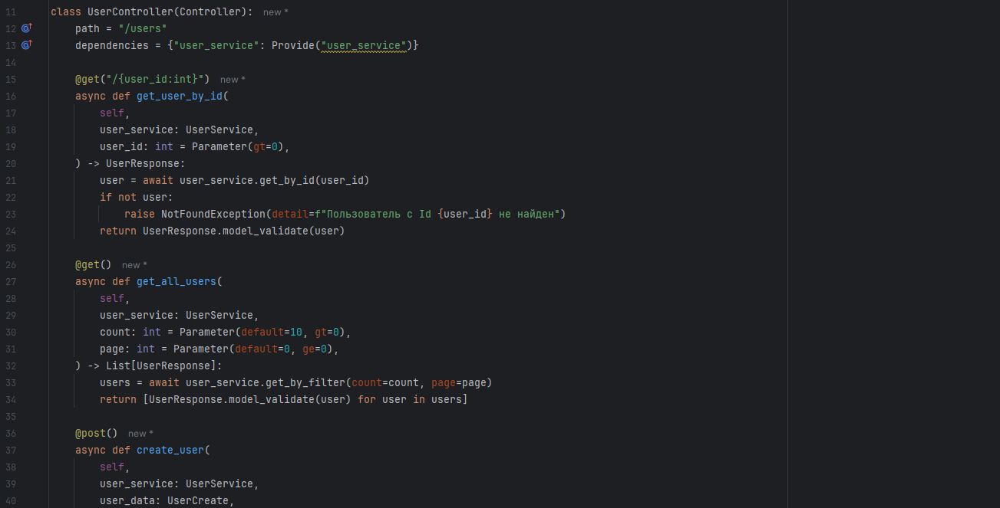 11 class UserController(Controller): new *
12 path = "/users"
13 dependencies = {"user_service": Provide("user_service")}
14
15 @get("/{user_id:int}") new *
16 async def get_user_by_id(
17 self,
18 user_service: UserService,
19 user_id: int = Parameter(gt=0),
20 ) -> UserResponse:
21 user = await user_service.get_by_id(user_id)
22 if not user:
23 raise NotFoundException(detail=f"Пользователь с Id {user_id} не найден")
24 return UserResponse.model_validate(user)
25
26 @get() new *
27 async def get_all_users(
28 self,
29 user_service: UserService,
30 count: int = Parameter(default=10, gt=0),
31 page: int = Parameter(default=0, ge=0),
32 ) -> List[UserResponse]:
33 users = await user_service.get_by_filter(count=count, page=page)
34 return [UserResponse.model_validate(user) for user in users]
35
36 @post() new *
37 async def create_user(
38 self,
39 user_service: UserService,
40 user_data: UserCreate,